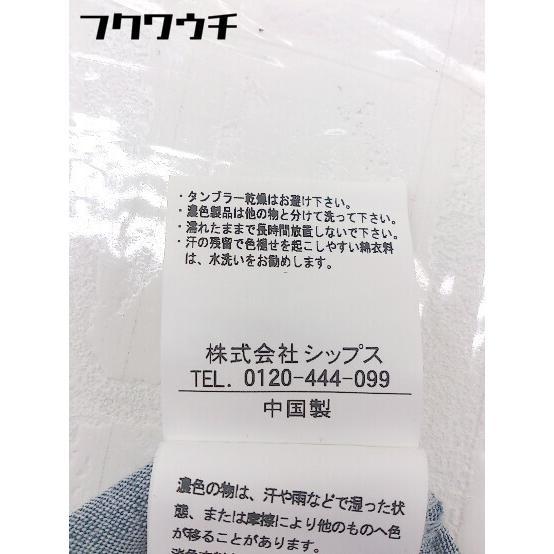 フクワウチ
・タンブラー乾燥はお避け下さい。
・濃色製品は他の物と分けて洗って下さい。
・濡れたままで長時間放置しないで下さい。
・汗の残留で色褪せを起こしやすい綿衣料
は、水洗いをお勧めします。
株式会社シップス
TEL. 0120-444-099
中国製
濃色の物は、汗や雨などで湿った状
態、または摩擦により他のものへ色
が移ることがあります。